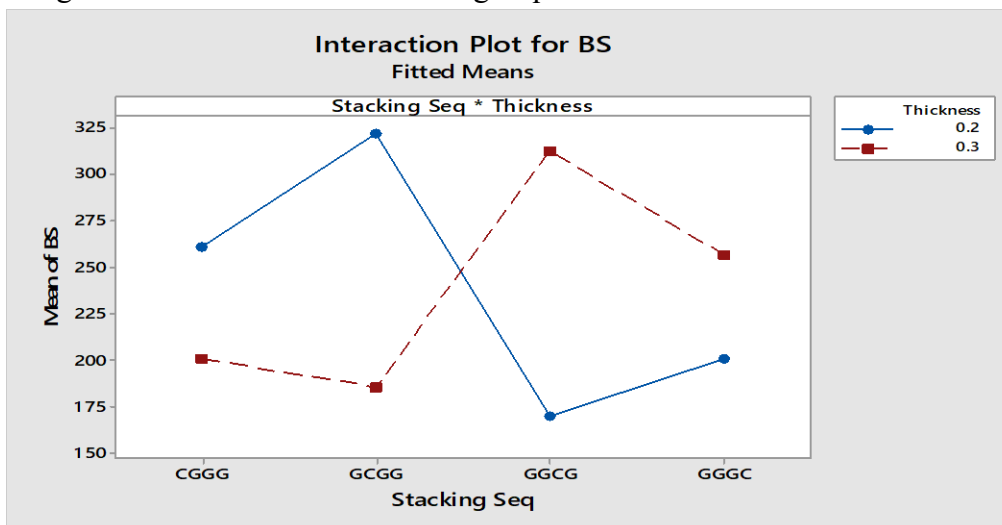 Interaction Plot for BS
Fitted Means
Stacking Seq * Thickness
Thickness
0.2
0.3
325
300
275
250
225
200
175
150
Mean of BS
CGGG GCGG GGCG GGGC
Stacking Seq